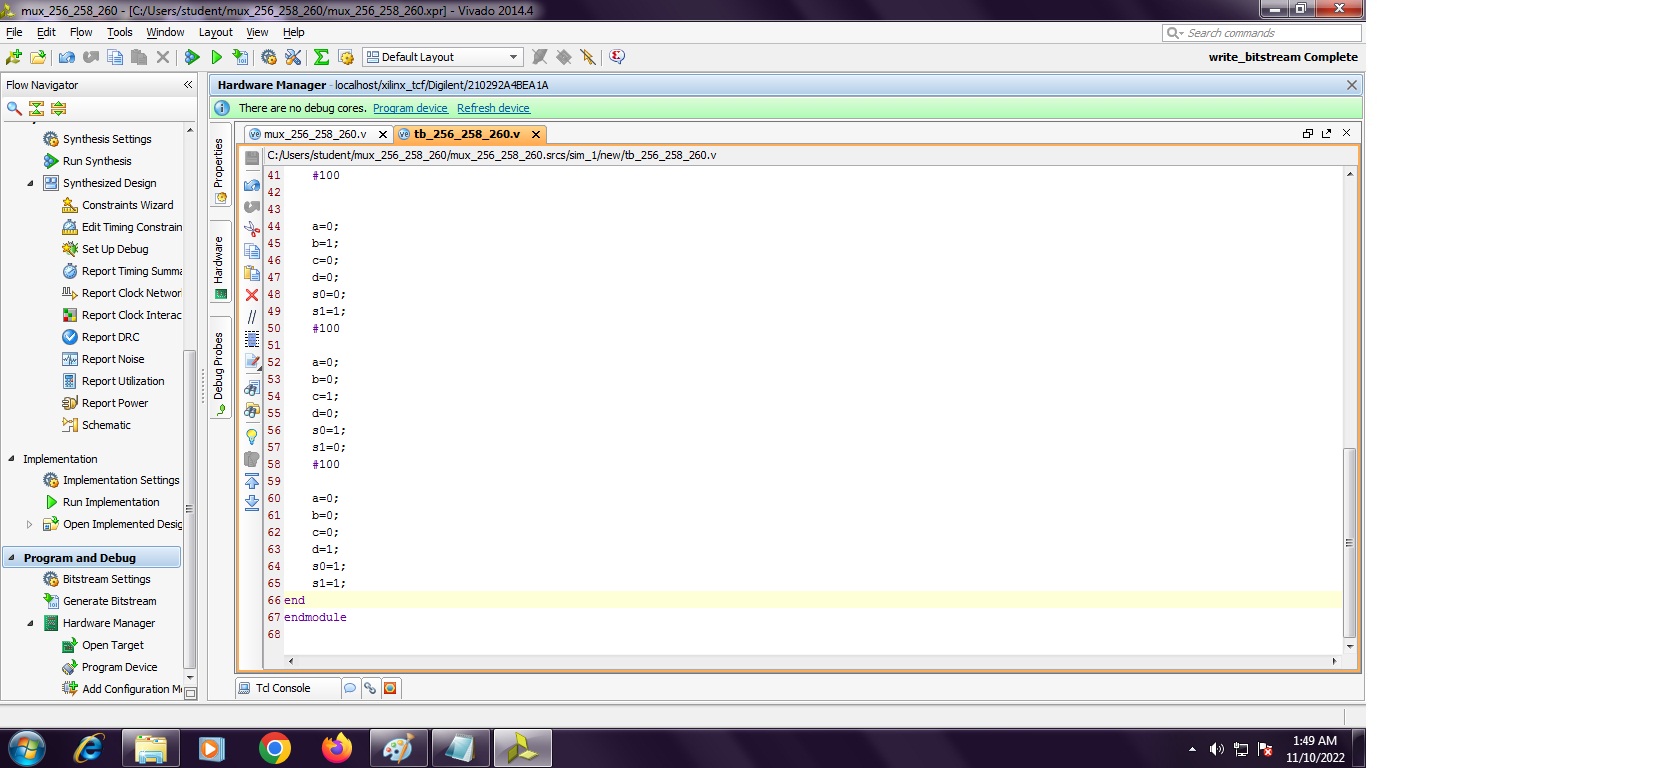 mux_256_258_260 - [C:/Users/student/mux_256_258_260/mux_256_258_260.xpr] - Vivado 2014.4
File Edit Flow Tools Window Layout View Help
Search commands
Default Layout
write_bitstream Complete
Flow Navigator
Synthesis Settings
Run Synthesis
Synthesized Design
Constraints Wizard
Edit Timing Constrain
Set Up Debug
Report Timing Summa
Report Clock Networ
Report Clock Interac
Report DRC
Report Noise
Report Utilization
Report Power
Schematic
Implementation
Implementation Settings
Run Implementation
Open Implemented Desig
Program and Debug
Bitstream Settings
Generate Bitstream
Hardware Manager
Open Target
Program Device
Add Configuration M
Hardware Manager - localhost/xilinx_tcf/Digilent/210292A4BEA1A
There are no debug cores. Program device Refresh device
Properties
Hardware
Debug Probes
mux_256_258_260.v
tb_256_258_260.v
C:/Users/student/mux_256_258_260/mux_256_258_260.srcs/sim_1/new/tb_256_258_260.v
41 #100
42
43
44 a=0;
45 b=1;
46 c=0;
47 d=0;
48 s0=0;
49 s1=1;
50 #100
51
52 a=0;
53 b=0;
54 c=1;
55 d=0;
56 s0=1;
57 s1=0;
58 #100
59
60 a=0;
61 b=0;
62 c=0;
63 d=1;
64 s0=1;
65 s1=1;
66 end
67 endmodule
68
Tcl Console
1:49 AM
11/10/2022